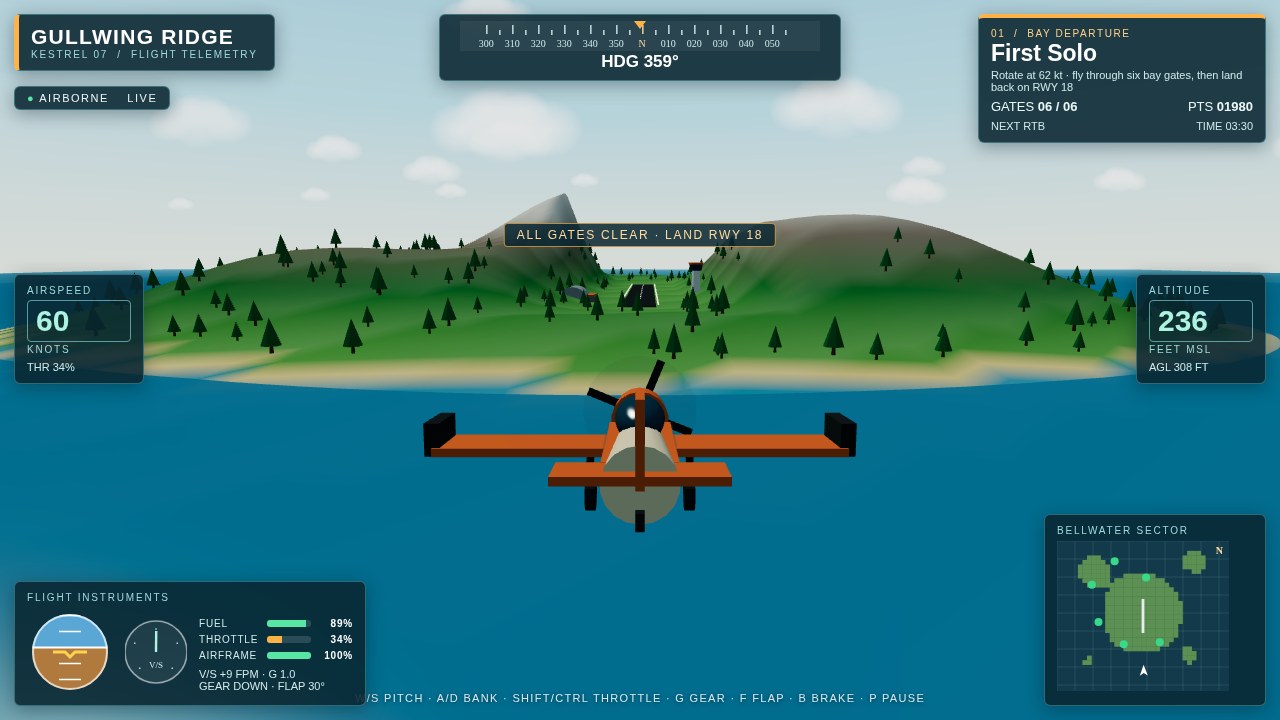 GULLWING RIDGE
KESTREL 07 / FLIGHT TELEMETRY
● AIRBORNE LIVE
300 310 320 330 340 350 N 010 020 030 040 050
HDG 359°
01 / BAY DEPARTURE
First Solo
Rotate at 62 kt · fly through six bay gates, then land
back on RWY 18
GATES 06 / 06 PTS 01980
NEXT RTB TIME 03:30
ALL GATES CLEAR · LAND RWY 18
AIRSPEED
60
KNOTS
THR 34%
ALTITUDE
236
FEET MSL
AGL 308 FT
FLIGHT INSTRUMENTS
V/S
FUEL 89%
THROTTLE 34%
AIRFRAME 100%
V/S +9 FPM · G 1.0
GEAR DOWN · FLAP 30°
W/S PITCH · A/D BANK · SHIFT/CTRL THROTTLE · G GEAR · F FLAP · B BRAKE · P PAUSE
BELLWATER SECTOR
N